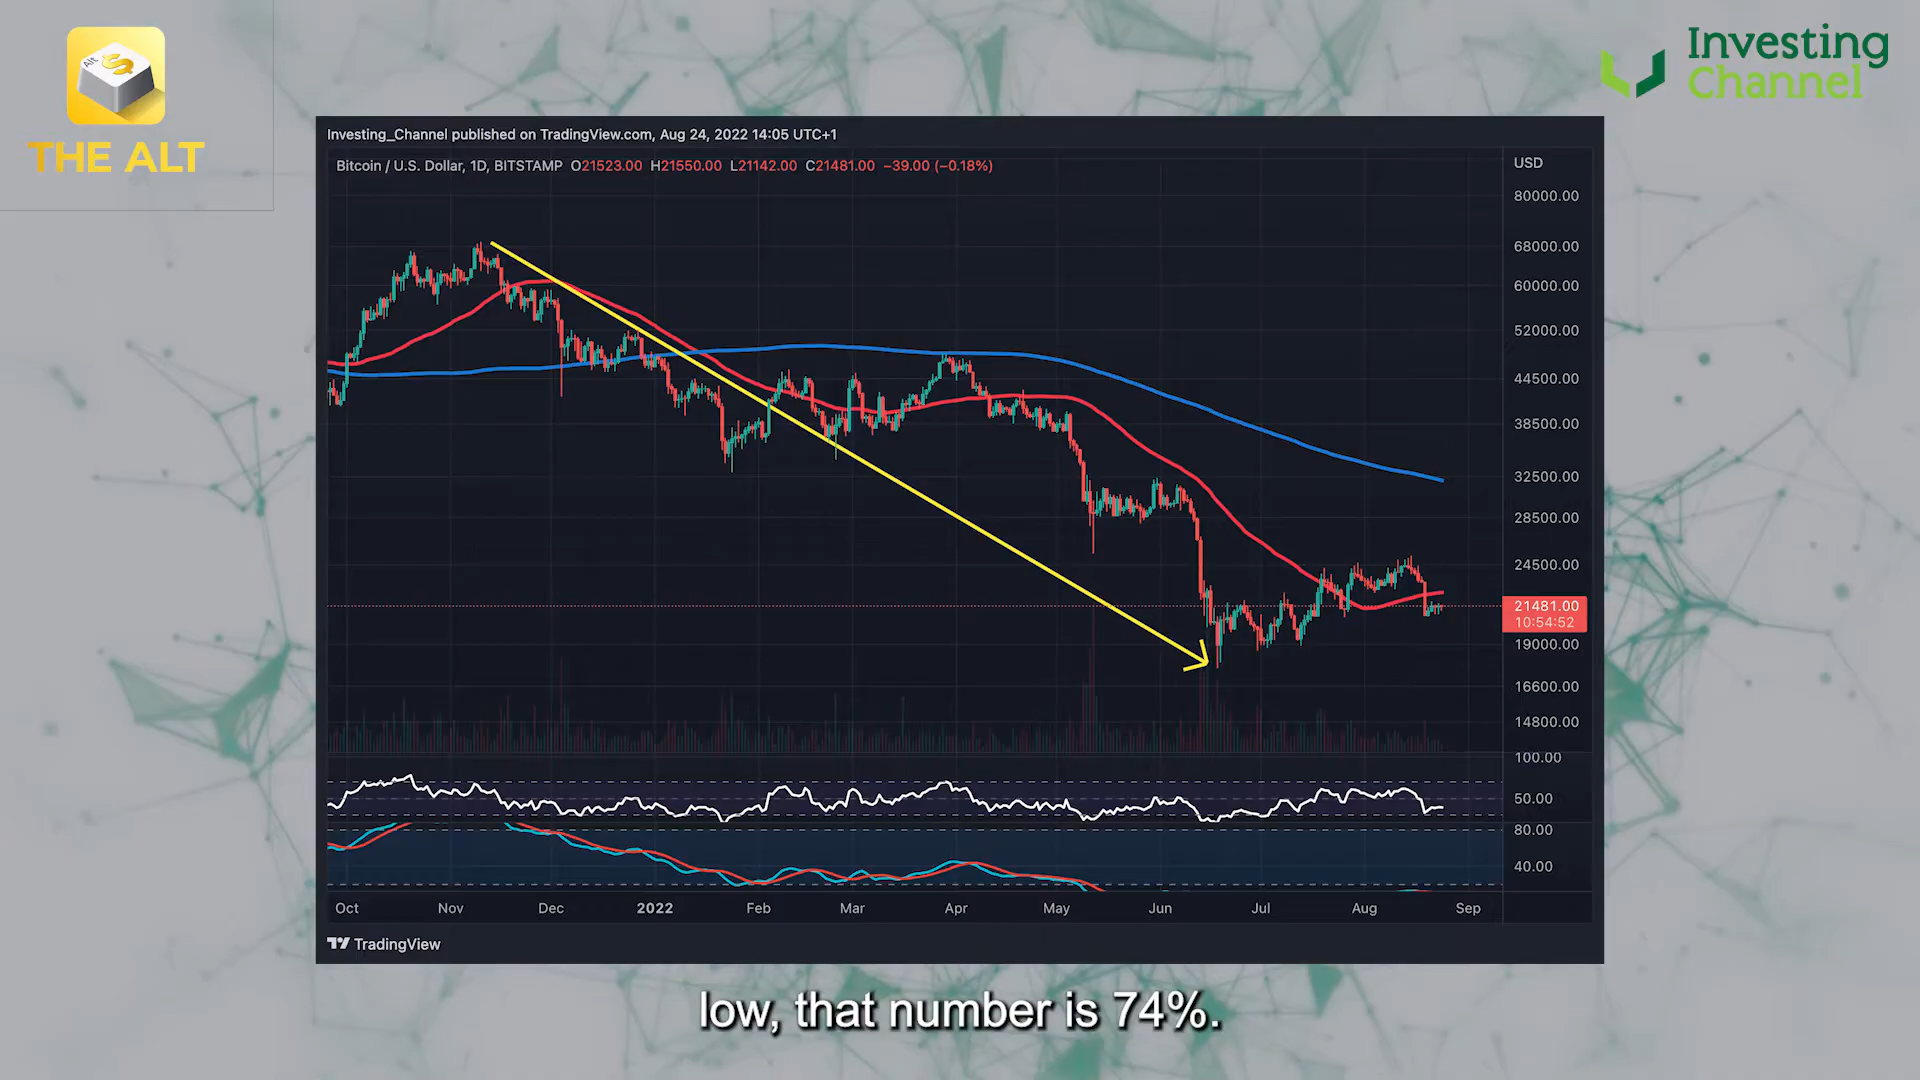 Alt
THE ALT
Investing
Channel
Investing_Channel published on TradingView.com, Aug 24, 2022 14:05 UTC+1
Bitcoin / U.S. Dollar, 1D, BITSTAMP O21523.00 H21550.00 L21142.00 C21481.00 −39.00 (−0.18%)
USD
80000.00
68000.00
60000.00
52000.00
44500.00
38500.00
32500.00
28500.00
24500.00
21481.00
10:54:52
19000.00
16600.00
14800.00
100.00
50.00
80.00
40.00
Oct Nov Dec 2022 Feb Mar Apr May Jun Jul Aug Sep
TradingView
low, that number is 74%.